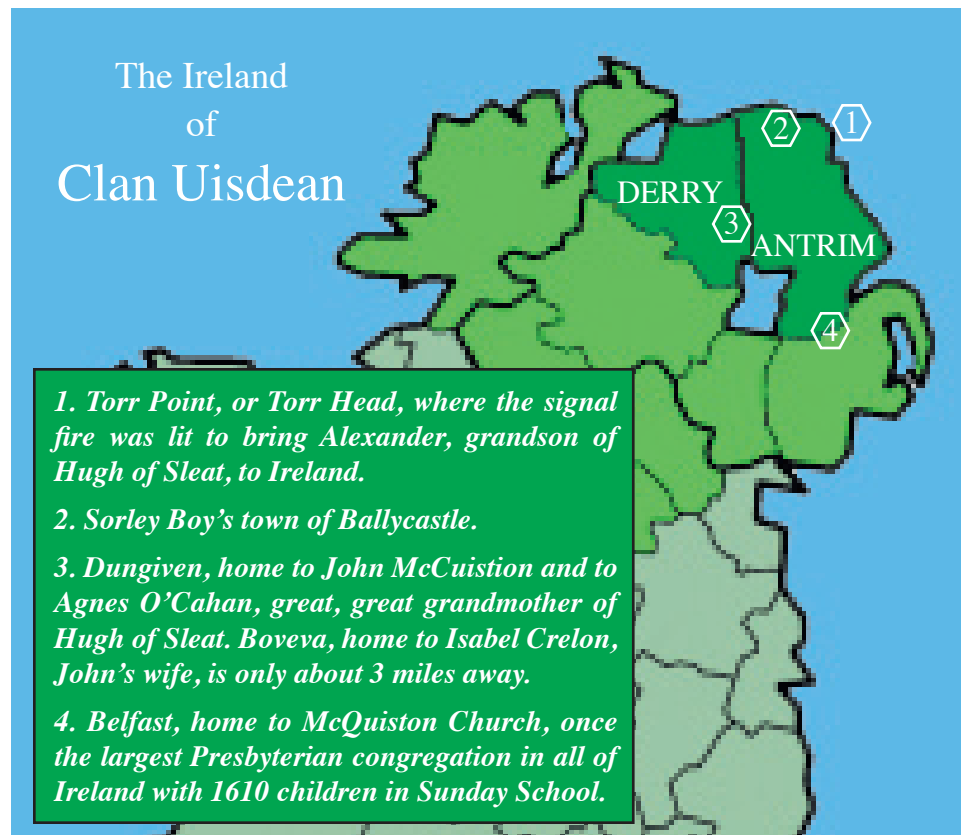 The Ireland
of
Clan Uisdean
1
2
DERRY
3
ANTRIM
4
1. Torr Point, or Torr Head, where the signal
fire was lit to bring Alexander, grandson of
Hugh of Sleat, to Ireland.
2. Sorley Boy’s town of Ballycastle.
3. Dungiven, home to John McCuistion and to
Agnes O’Cahan, great, great grandmother of
Hugh of Sleat. Boveva, home to Isabel Crelon,
John’s wife, is only about 3 miles away.
4. Belfast, home to McQuiston Church, once
the largest Presbyterian congregation in all of
Ireland with 1610 children in Sunday School.